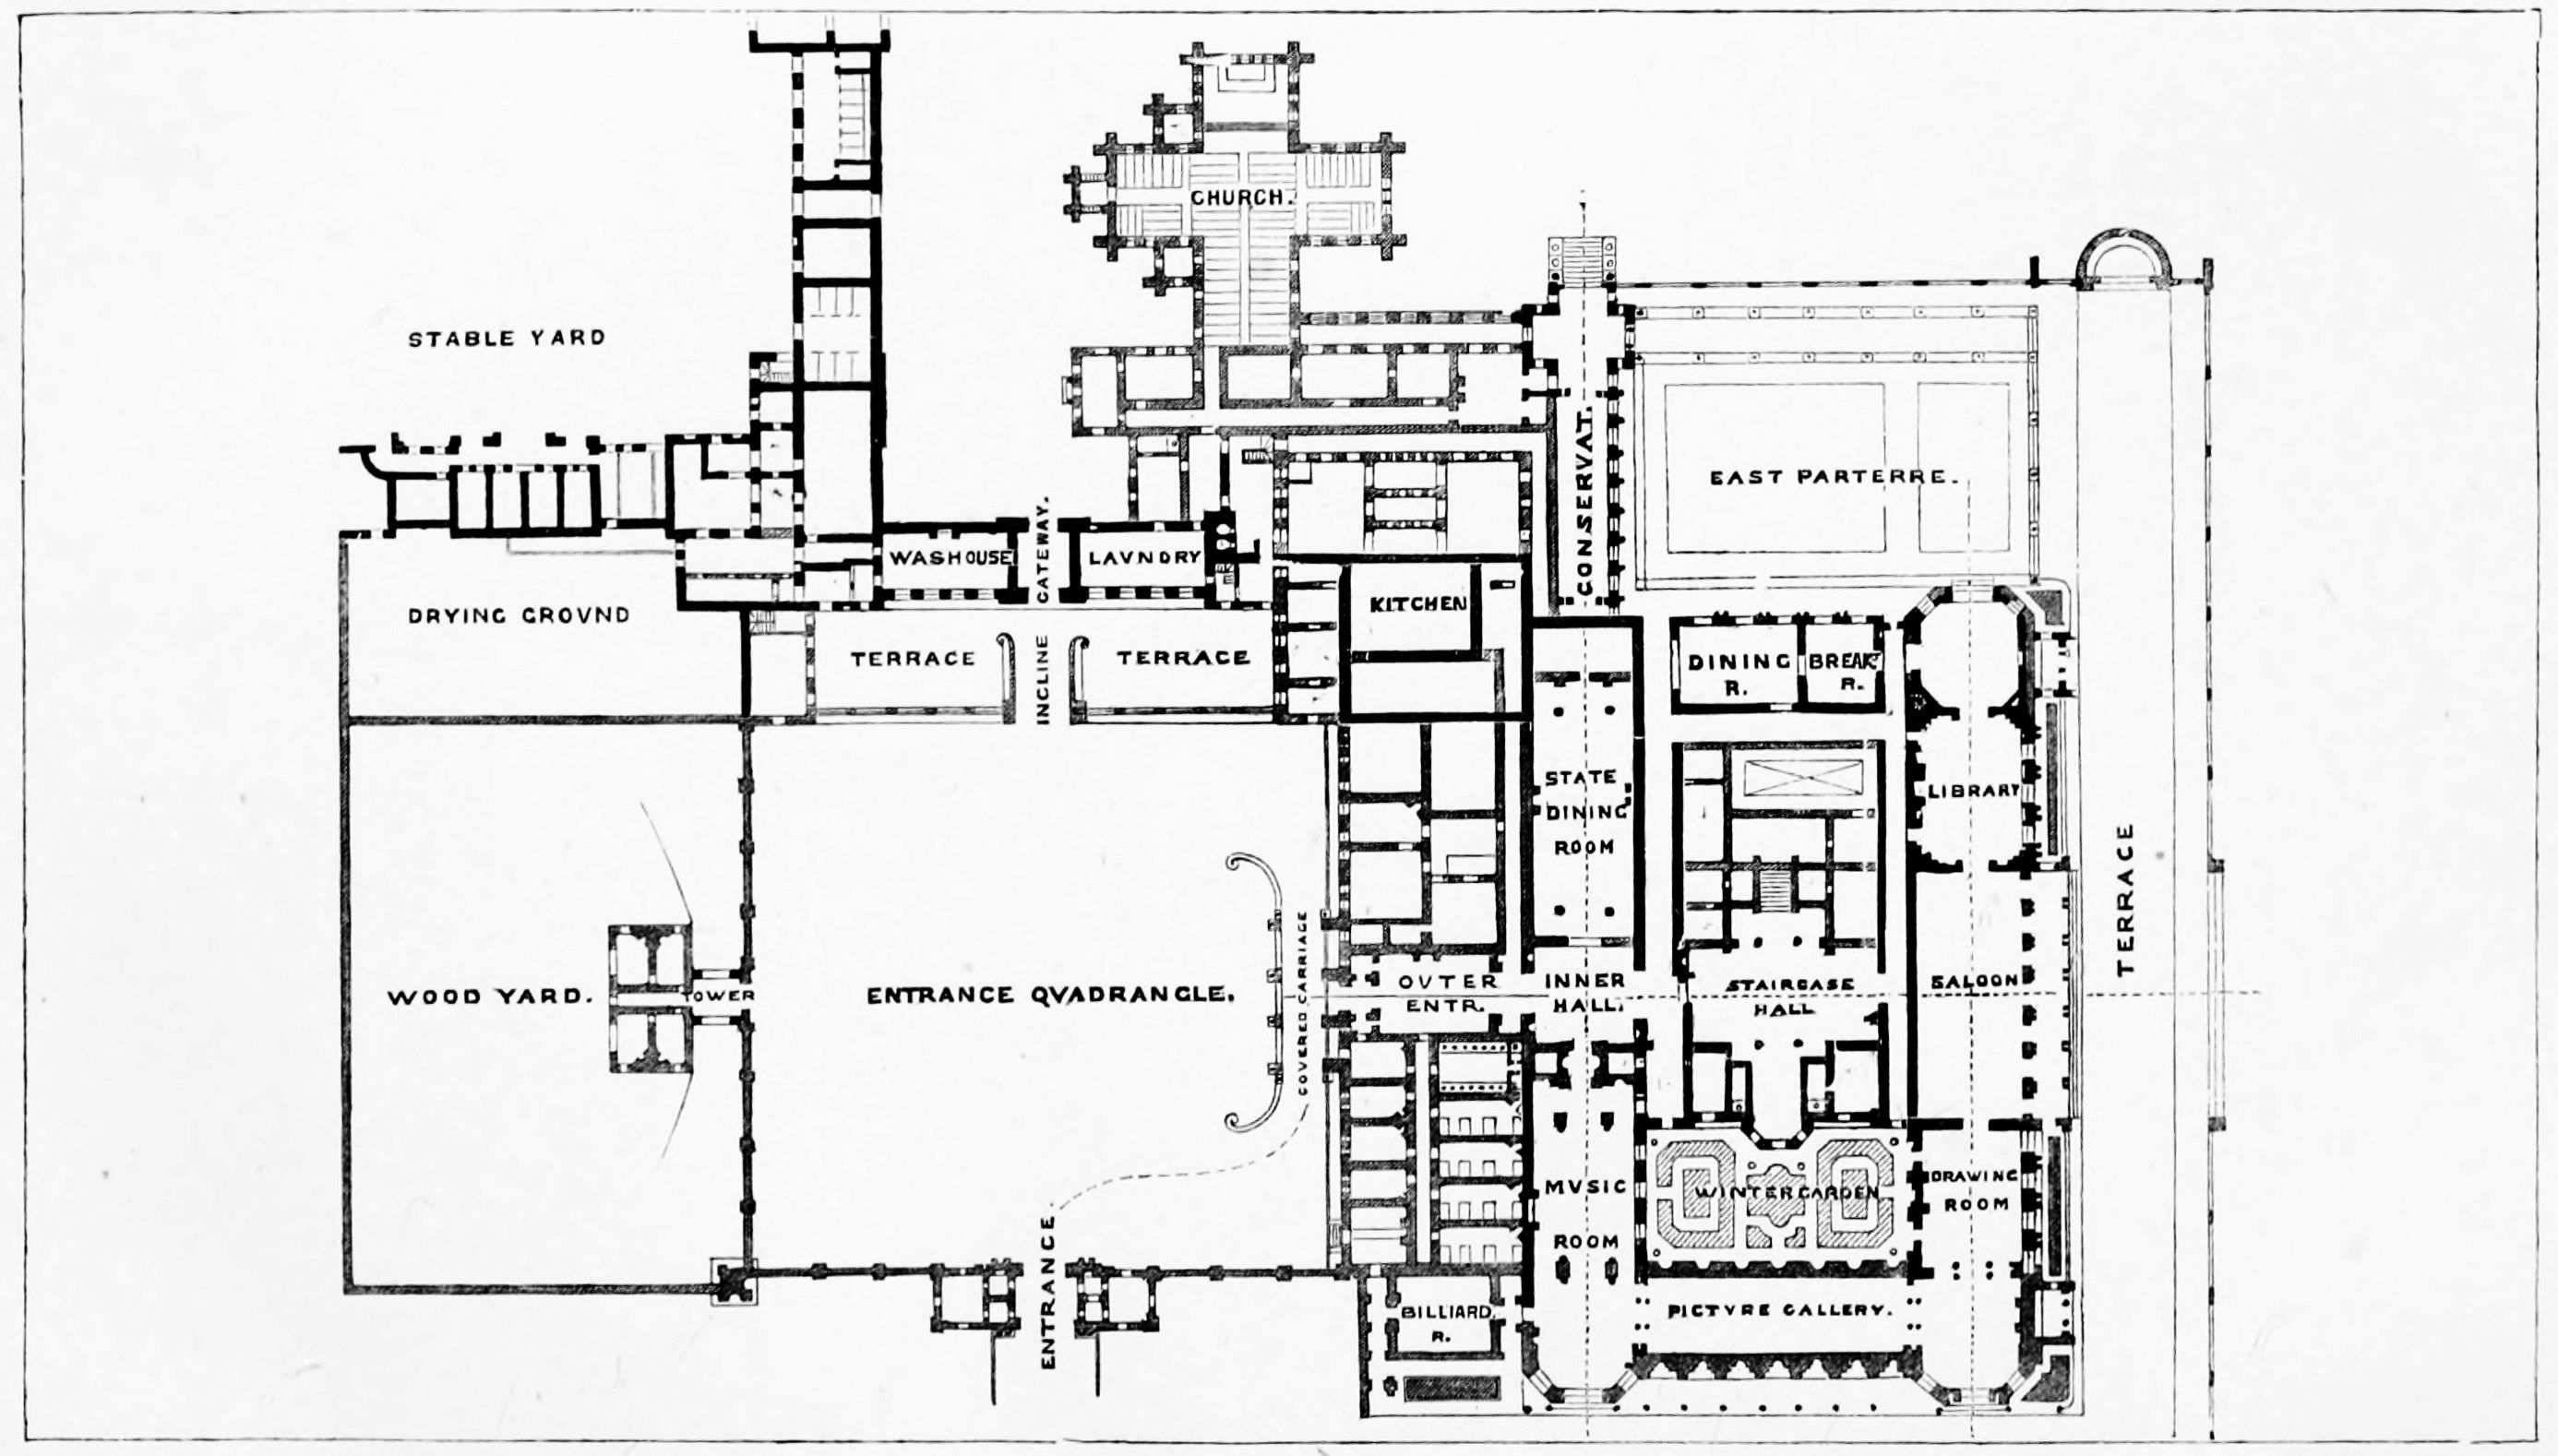 CHURCH.
STABLE YARD
CONSERVAT.
EAST PARTERRE.
GATEWAY.
WASHOUSE
LAVNDRY
KITCHEN
DRYING GROVND
TERRACE
INCLINE
TERRACE
DINING
R.
BREAKT
R.
STATE
DINING
ROOM
LIBRARY
TERRACE
WOOD YARD.
TOWER
ENTRANCE QVADRANGLE.
COVERED CARRIAGE
OVTER
ENTR.
INNER
HALL.
STAIRCASE
HALL
SALOON
MVSIC
ROOM
WINTER GARDEN
DRAWING
ROOM
ENTRANCE.
BILLIARD.
R.
PICTVRE GALLERY.